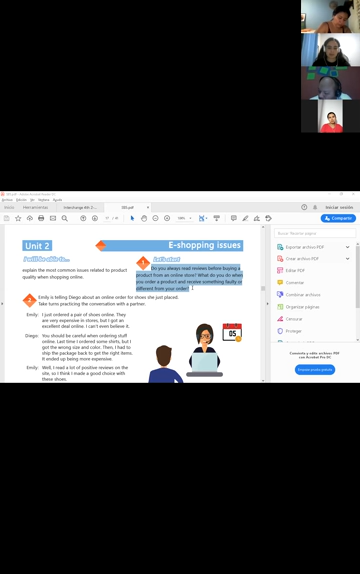 Archivo Edición Ver Firmar Ventana Ayuda
Inicio Herramientas Interchange 4th 2-... 005.pdf × Iniciar sesión
Compartir
Unit 2 E-shopping issues
I will be able to...
explain the most common issues related to product
quality when shopping online.
1 Let's start
Do you always read reviews before buying a
product from an online store? What do you do when
you order a product and receive something faulty or
different from your order?
2 Emily is telling Diego about an online order for shoes she just placed.
Take turns practicing the conversation with a partner.
Emily: I just ordered a pair of shoes online. They
are very expensive in stores, but I got an
excellent deal online. I can't even believe it.
Diego: You should be careful when ordering stuff
online. Last time I ordered some shirts, but I
got the wrong size and color. Then, I had to
ship the package back to get the right items.
It ended up being more expensive.
Emily: Well, I read a lot of positive reviews on the
site, so I think I made a good choice with
these shoes.
05
Exportar archivo PDF
Crear archivo PDF
Editar PDF
Comentar
Combinar archivos
Organizar páginas
Censurar
Proteger